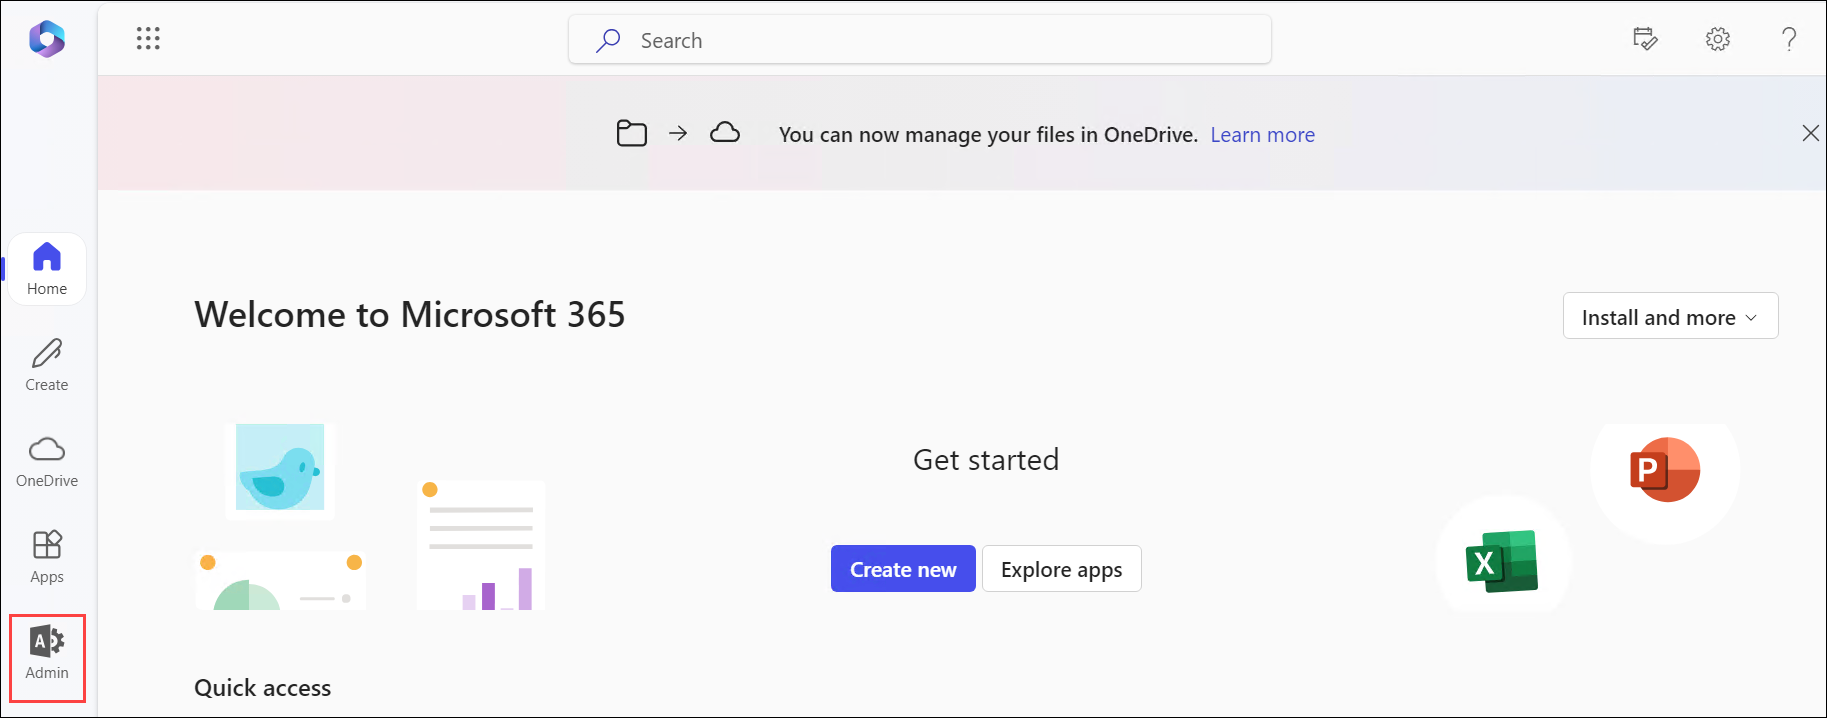 Search
You can now manage your files in OneDrive. Learn more
Home
Welcome to Microsoft 365
Install and more
Create
Get started
OneDrive
P
Create new
Explore apps
X
Apps
A
Admin
Quick access